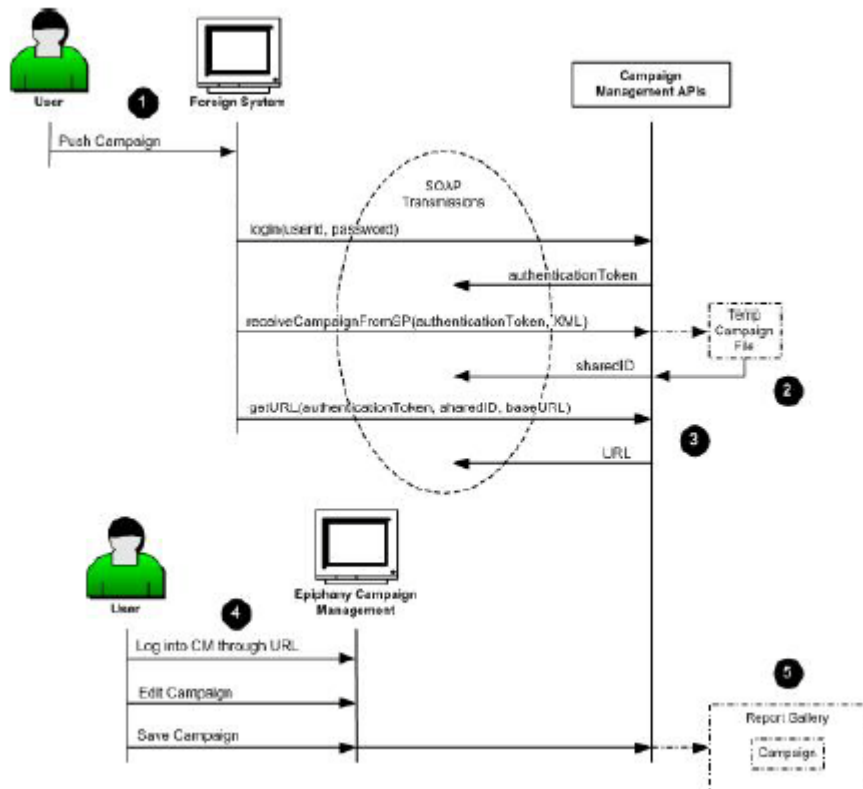 User
1
Foreign System
Campaign
Management APIs
Push Campaign
SOAP
Transmissions
login(userid, password)
authenticationToken
receiveCampaignFromSP(authenticationToken, XML)
Temp
Campaign
File
sharedID
2
getURL(authenticationToken, sharedID, baseURL)
3
URL
User
Epiphany Campaign
Management
4
Log into CM through URL
Edit Campaign
Save Campaign
5
Report Gallery
Campaign